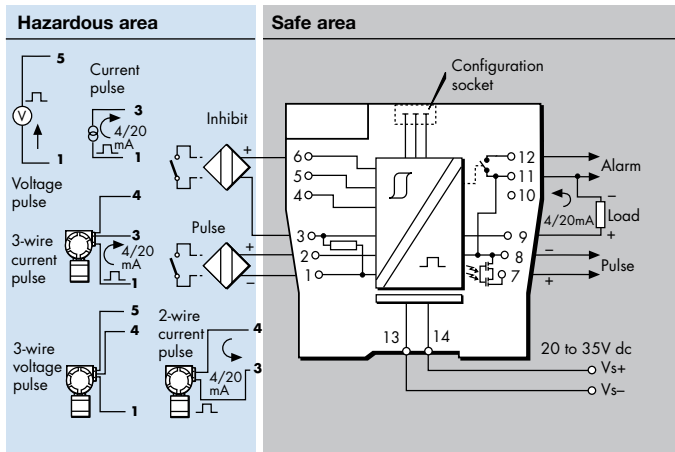 Hazardous area
Safe area
5
Current
pulse
V
3
4/20
mA
1
1
Voltage
pulse
Inhibit
+
Configuration
socket
6
5
4
3
2
1
12
11
10
9
8
7
Alarm
4/20mA
–
Load
+
–
Pulse
+
4
3-wire
current
pulse
3
4/20
mA
1
Pulse
+
–
5
4
3-wire
voltage
pulse
1
2-wire
current
pulse
4
4/20
mA
3
13
14
20 to 35V dc
Vs+
Vs–